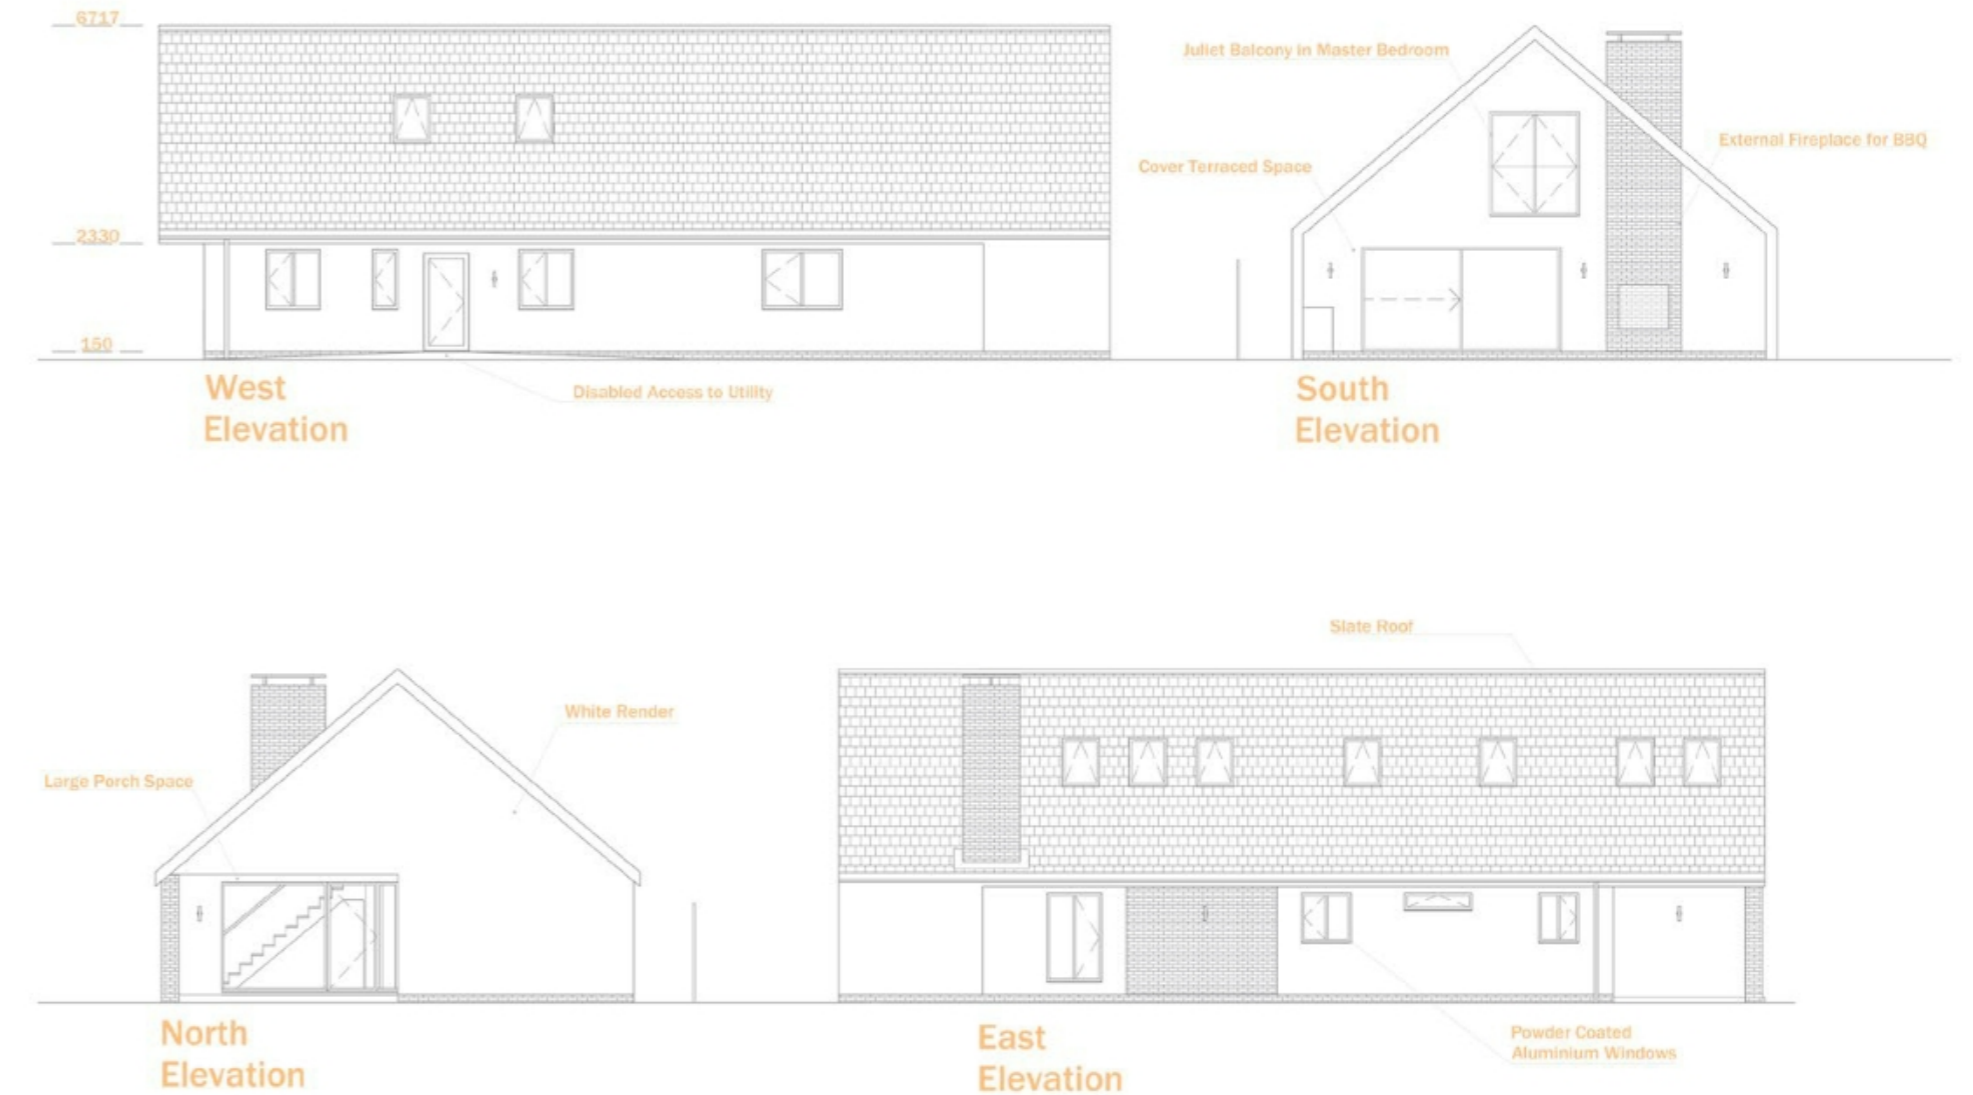 6717
2330
150
West
Elevation
Disabled Access to Utility
Juliet Balcony in Master Bedroom
Cover Terraced Space
External Fireplace for BBQ
South
Elevation
Large Porch Space
White Render
North
Elevation
Slate Roof
East
Elevation
Powder Coated
Aluminium Windows